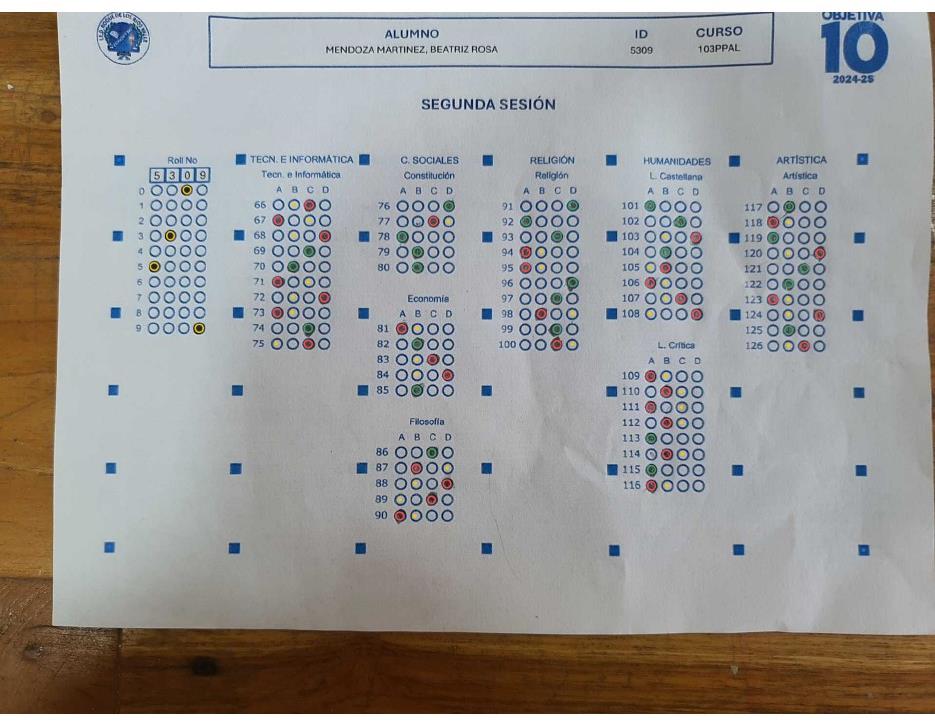 ALUMNO
MENDOZA MARTINEZ, BEATRIZ ROSA
ID
5309
CURSO
103PPAL
OBJETIVA
10
2024-25
SEGUNDA SESIÓN
Roll No
5 3 0 9
0
1
2
3
4
5
6
7
8
9
TECN. E INFORMÁTICA
Tecn. e Informática
A B C D
66
67
68
69
70
71
72
73
74
75
C. SOCIALES
Constitución
A B C D
76
77
78
79
80
Economía
A B C D
81
82
83
84
85
Filosofía
A B C D
86
87
88
89
90
RELIGIÓN
Religión
A B C D
91
92
93
94
95
96
97
98
99
100
HUMANIDADES
L. Castellana
A B C D
101
102
103
104
105
106
107
108
L. Crítica
A B C D
109
110
111
112
113
114
115
116
ARTÍSTICA
Artística
A B C D
117
118
119
120
121
122
123
124
125
126